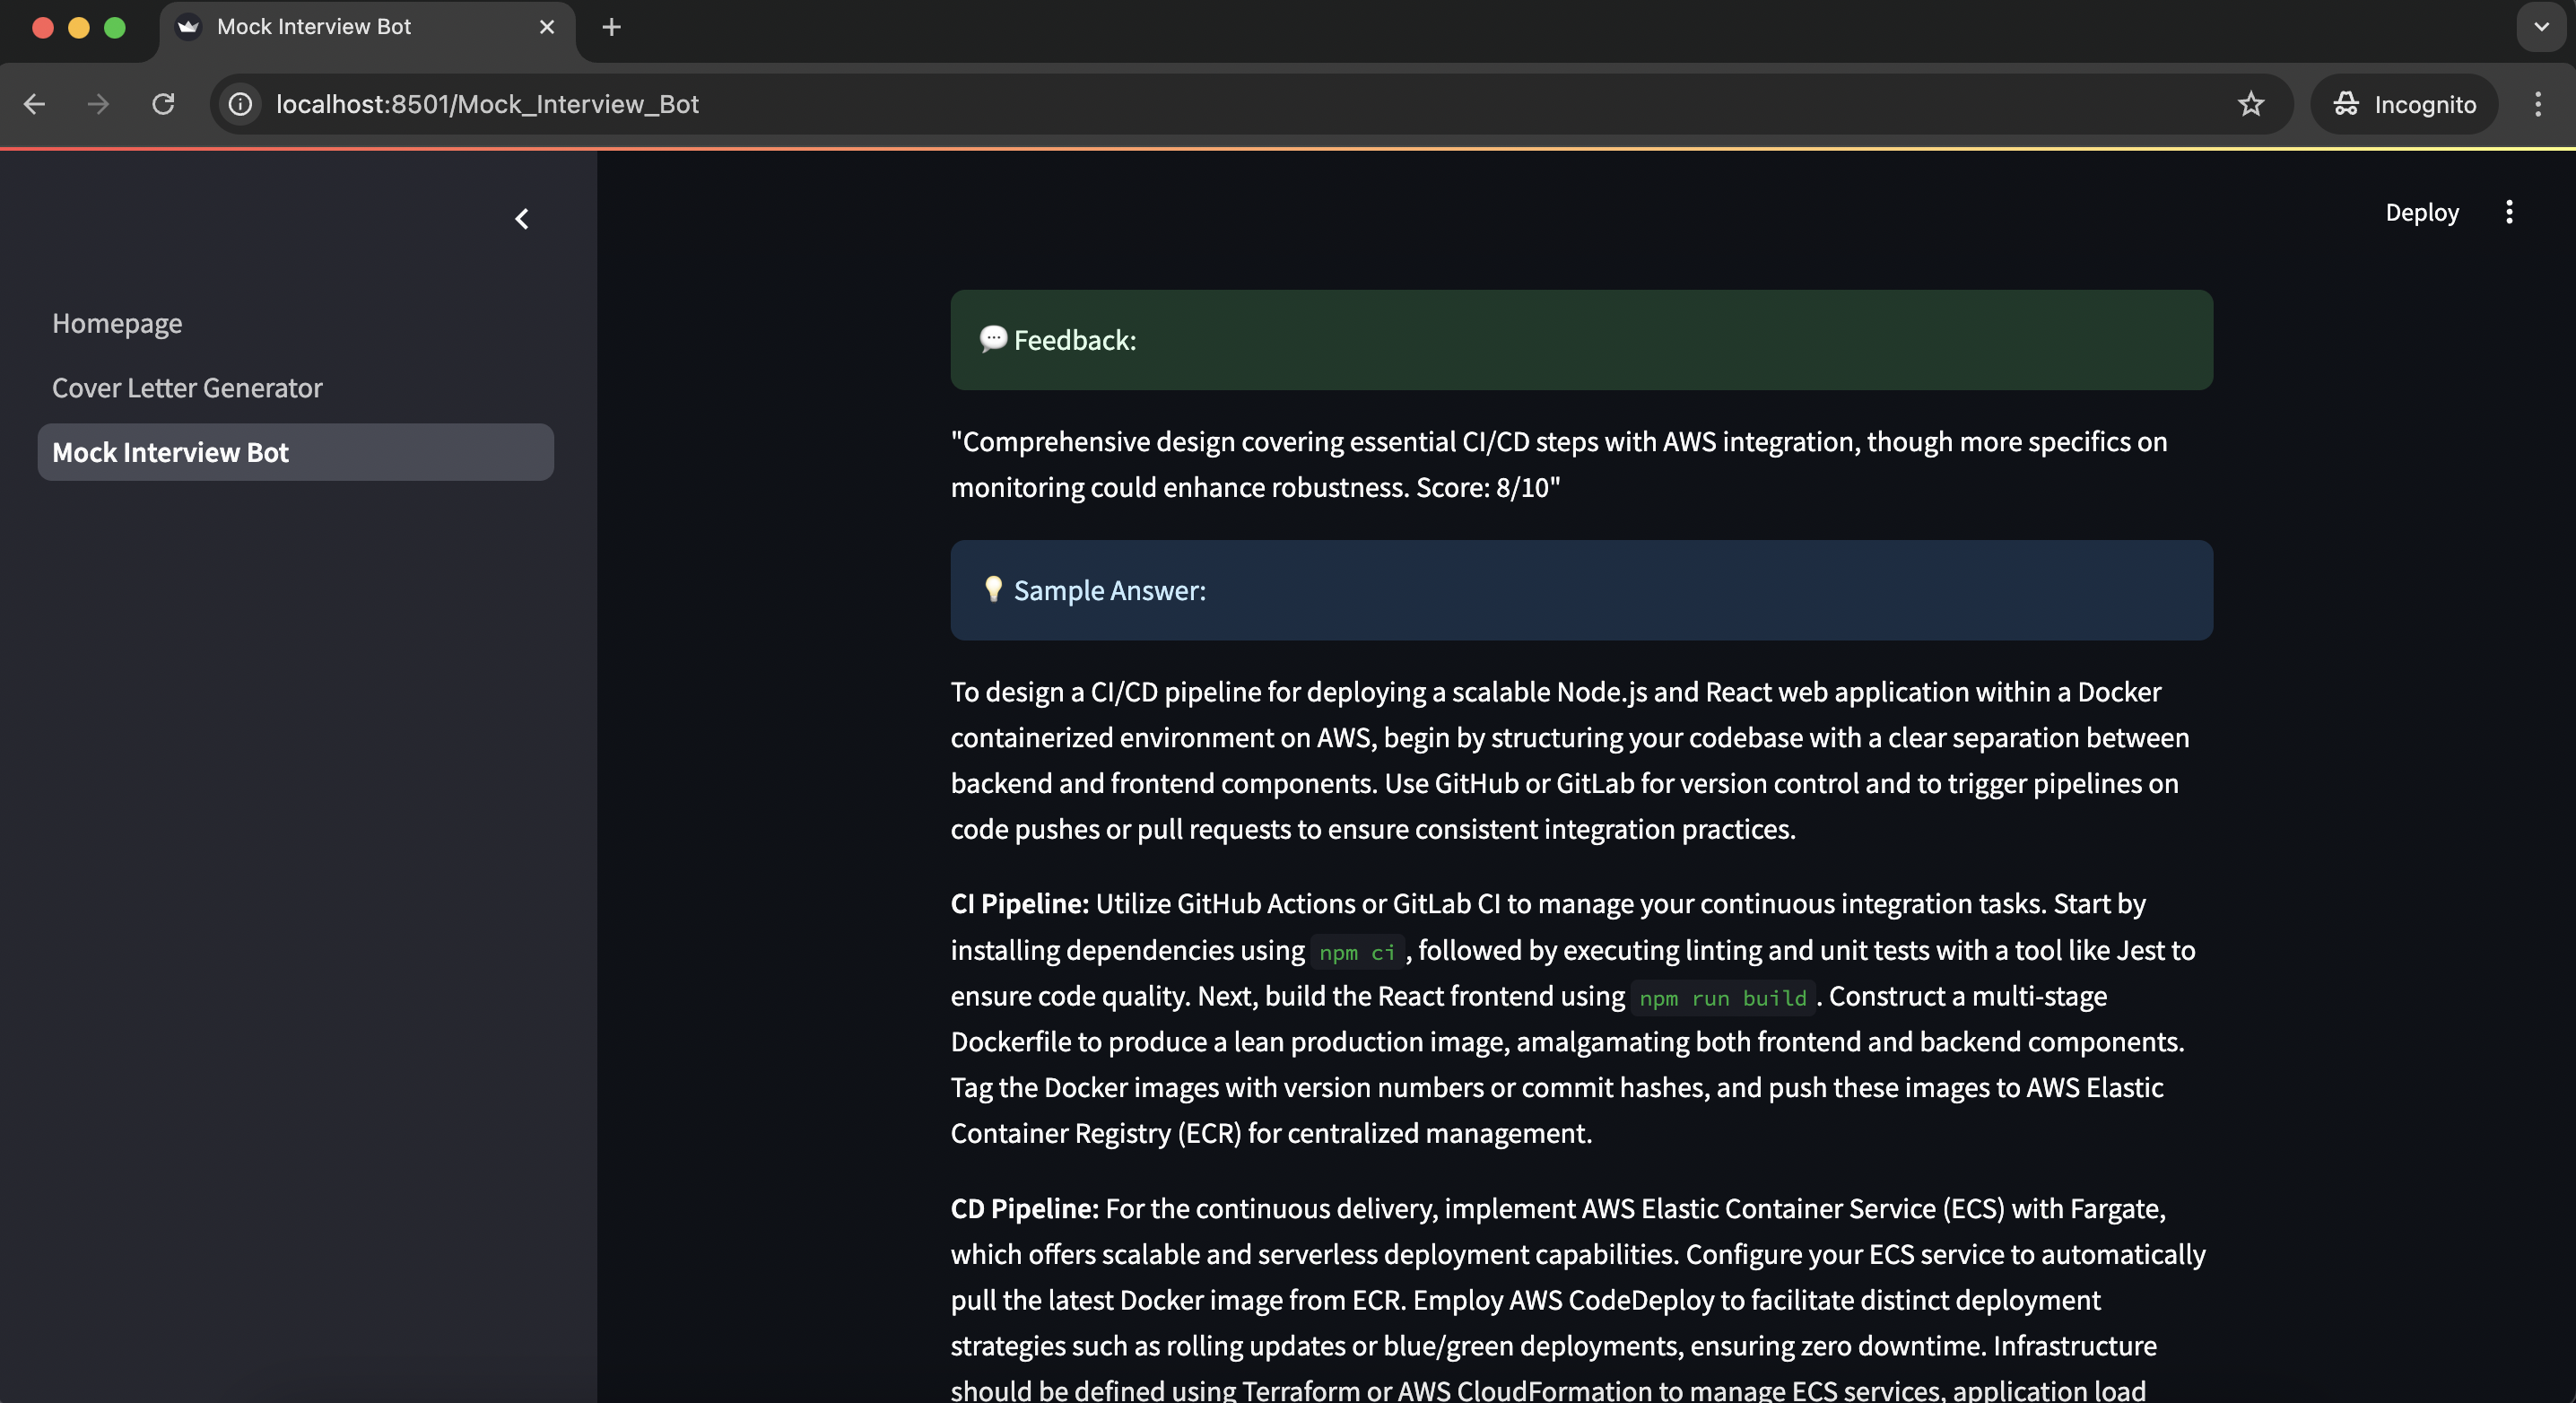 Mock Interview Bot
localhost:8501/Mock_Interview_Bot
Incognito
Deploy
Homepage
Cover Letter Generator
Mock Interview Bot
💬 Feedback:
"Comprehensive design covering essential CI/CD steps with AWS integration, though more specifics on
monitoring could enhance robustness. Score: 8/10"
💡 Sample Answer:
To design a CI/CD pipeline for deploying a scalable Node.js and React web application within a Docker
containerized environment on AWS, begin by structuring your codebase with a clear separation between
backend and frontend components. Use GitHub or GitLab for version control and to trigger pipelines on
code pushes or pull requests to ensure consistent integration practices.
CI Pipeline: Utilize GitHub Actions or GitLab CI to manage your continuous integration tasks. Start by
installing dependencies using npm ci, followed by executing linting and unit tests with a tool like Jest to
ensure code quality. Next, build the React frontend using npm run build. Construct a multi-stage
Dockerfile to produce a lean production image, amalgamating both frontend and backend components.
Tag the Docker images with version numbers or commit hashes, and push these images to AWS Elastic
Container Registry (ECR) for centralized management.
CD Pipeline: For the continuous delivery, implement AWS Elastic Container Service (ECS) with Fargate,
which offers scalable and serverless deployment capabilities. Configure your ECS service to automatically
pull the latest Docker image from ECR. Employ AWS CodeDeploy to facilitate distinct deployment
strategies such as rolling updates or blue/green deployments, ensuring zero downtime. Infrastructure
should be defined using Terraform or AWS CloudFormation to manage ECS services, application load